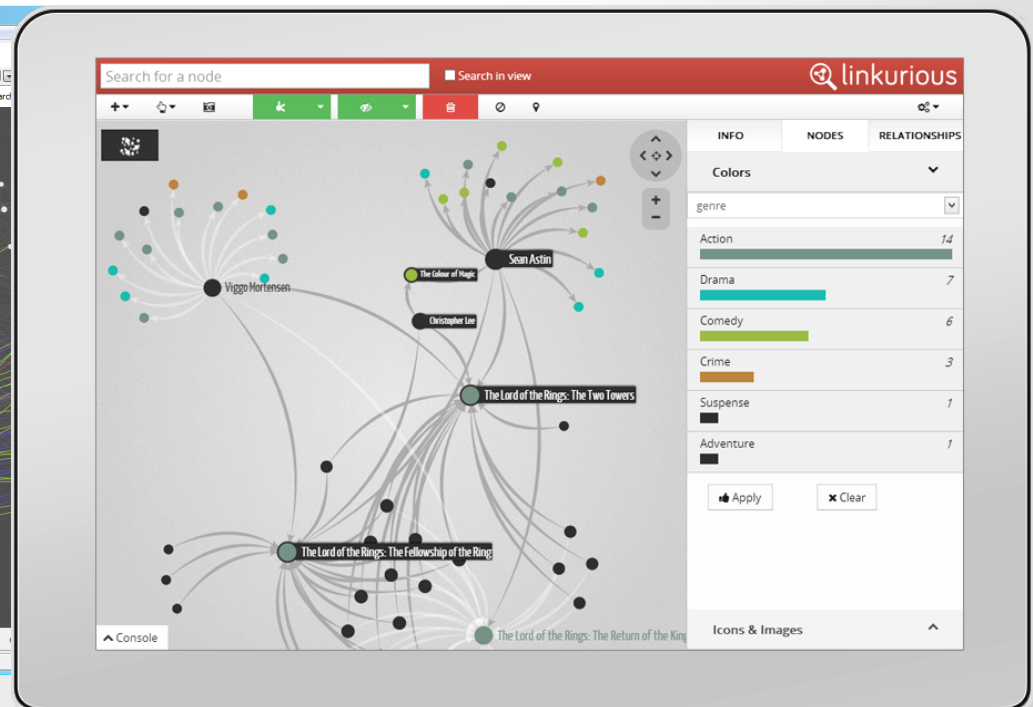 Search for a node
Search in view
linkurious
INFO
NODES
RELATIONSHIPS
Colors
genre
Action 14
Drama 7
Comedy 6
Crime 3
Suspense 1
Adventure 1
Apply
Clear
Icons & Images
Viggo Mortensen
Sean Astin
The Colour of Magic
Christopher Lee
The Lord of the Rings: The Two Towers
The Lord of the Rings: The Fellowship of the Ring
The Lord of the Rings: The Return of the King
Console